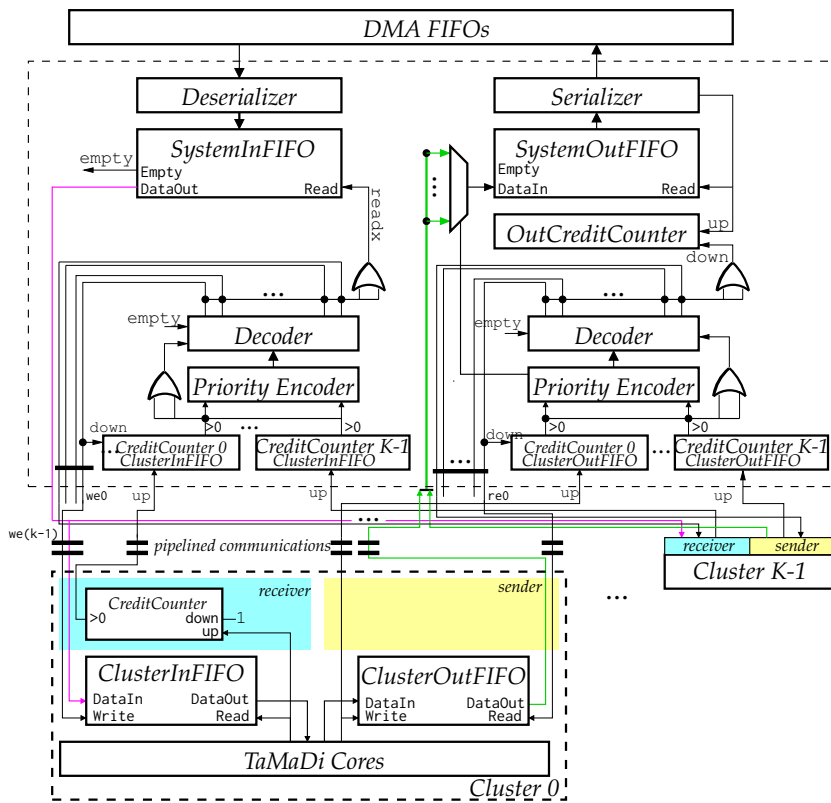 DMA FIFOs
Deserializer
Serializer
SystemInFIFO
Empty
DataOut
Read
empty
readx
SystemOutFIFO
Empty
DataIn
Read
...
OutCreditCounter
up
down
...
...
empty
Decoder
empty
Decoder
Priority Encoder
Priority Encoder
>0
...
>0
>0
>0
down
...
CreditCounter 0
ClusterInFIFO
CreditCounter K-1
ClusterInFIFO
...
down
CreditCounter 0
ClusterOutFIFO
...
CreditCounter K-1
ClusterOutFIFO
we0
up
up
re0
up
up
we(k-1)
...
pipelined communications
receiver
sender
Cluster K-1
...
receiver
sender
CreditCounter
>0
down
1
up
ClusterInFIFO
DataIn
DataOut
Write
Read
ClusterOutFIFO
DataIn
DataOut
Write
Read
TaMaDi Cores
Cluster 0